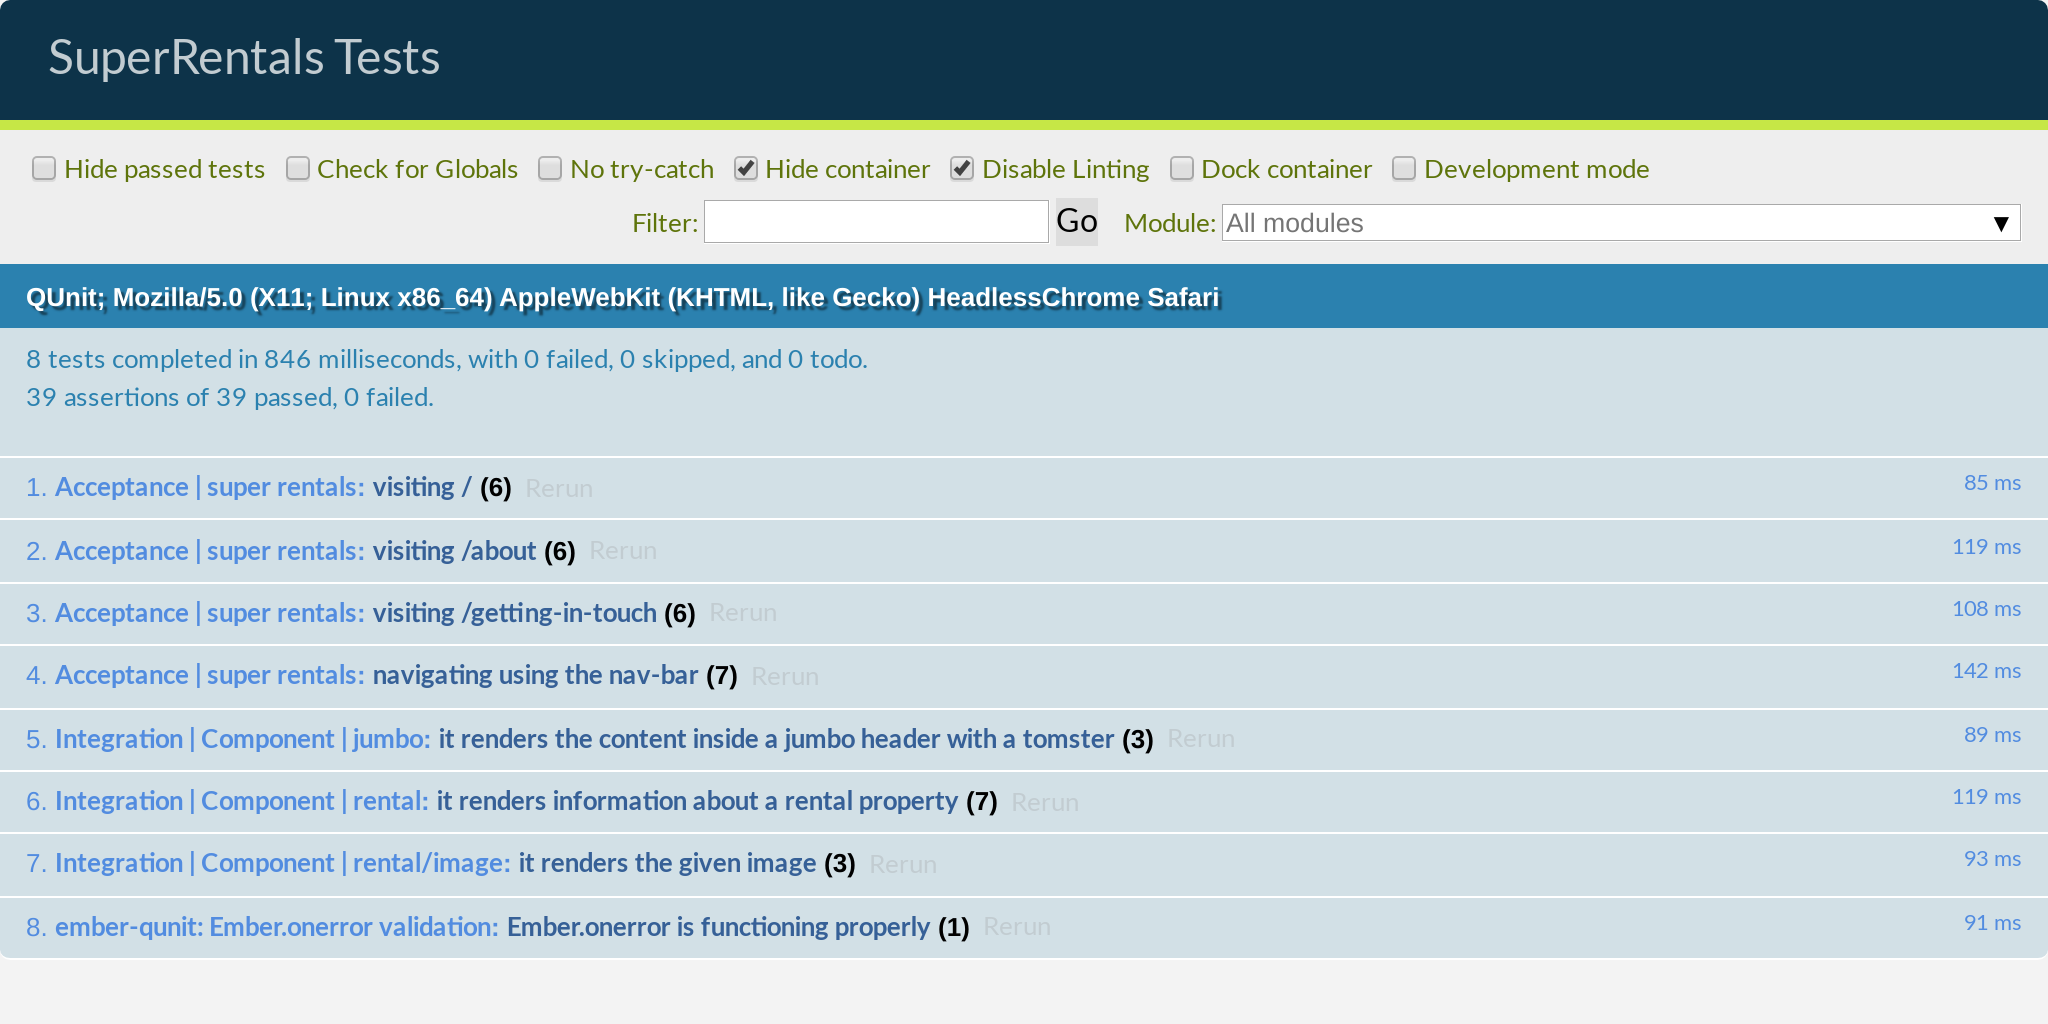 SuperRentals Tests
Hide passed tests Check for Globals No try-catch Hide container Disable Linting Dock container Development mode
Filter: Go Module: All modules ▼
QUnit; Mozilla/5.0 (X11; Linux x86_64) AppleWebKit (KHTML, like Gecko) HeadlessChrome Safari
8 tests completed in 846 milliseconds, with 0 failed, 0 skipped, and 0 todo.
39 assertions of 39 passed, 0 failed.
1. Acceptance | super rentals: visiting / (6) Rerun 85 ms
2. Acceptance | super rentals: visiting /about (6) Rerun 119 ms
3. Acceptance | super rentals: visiting /getting-in-touch (6) Rerun 108 ms
4. Acceptance | super rentals: navigating using the nav-bar (7) Rerun 142 ms
5. Integration | Component | jumbo: it renders the content inside a jumbo header with a tomster (3) Rerun 89 ms
6. Integration | Component | rental: it renders information about a rental property (7) Rerun 119 ms
7. Integration | Component | rental/image: it renders the given image (3) Rerun 93 ms
8. ember-qunit: Ember.onerror validation: Ember.onerror is functioning properly (1) Rerun 91 ms